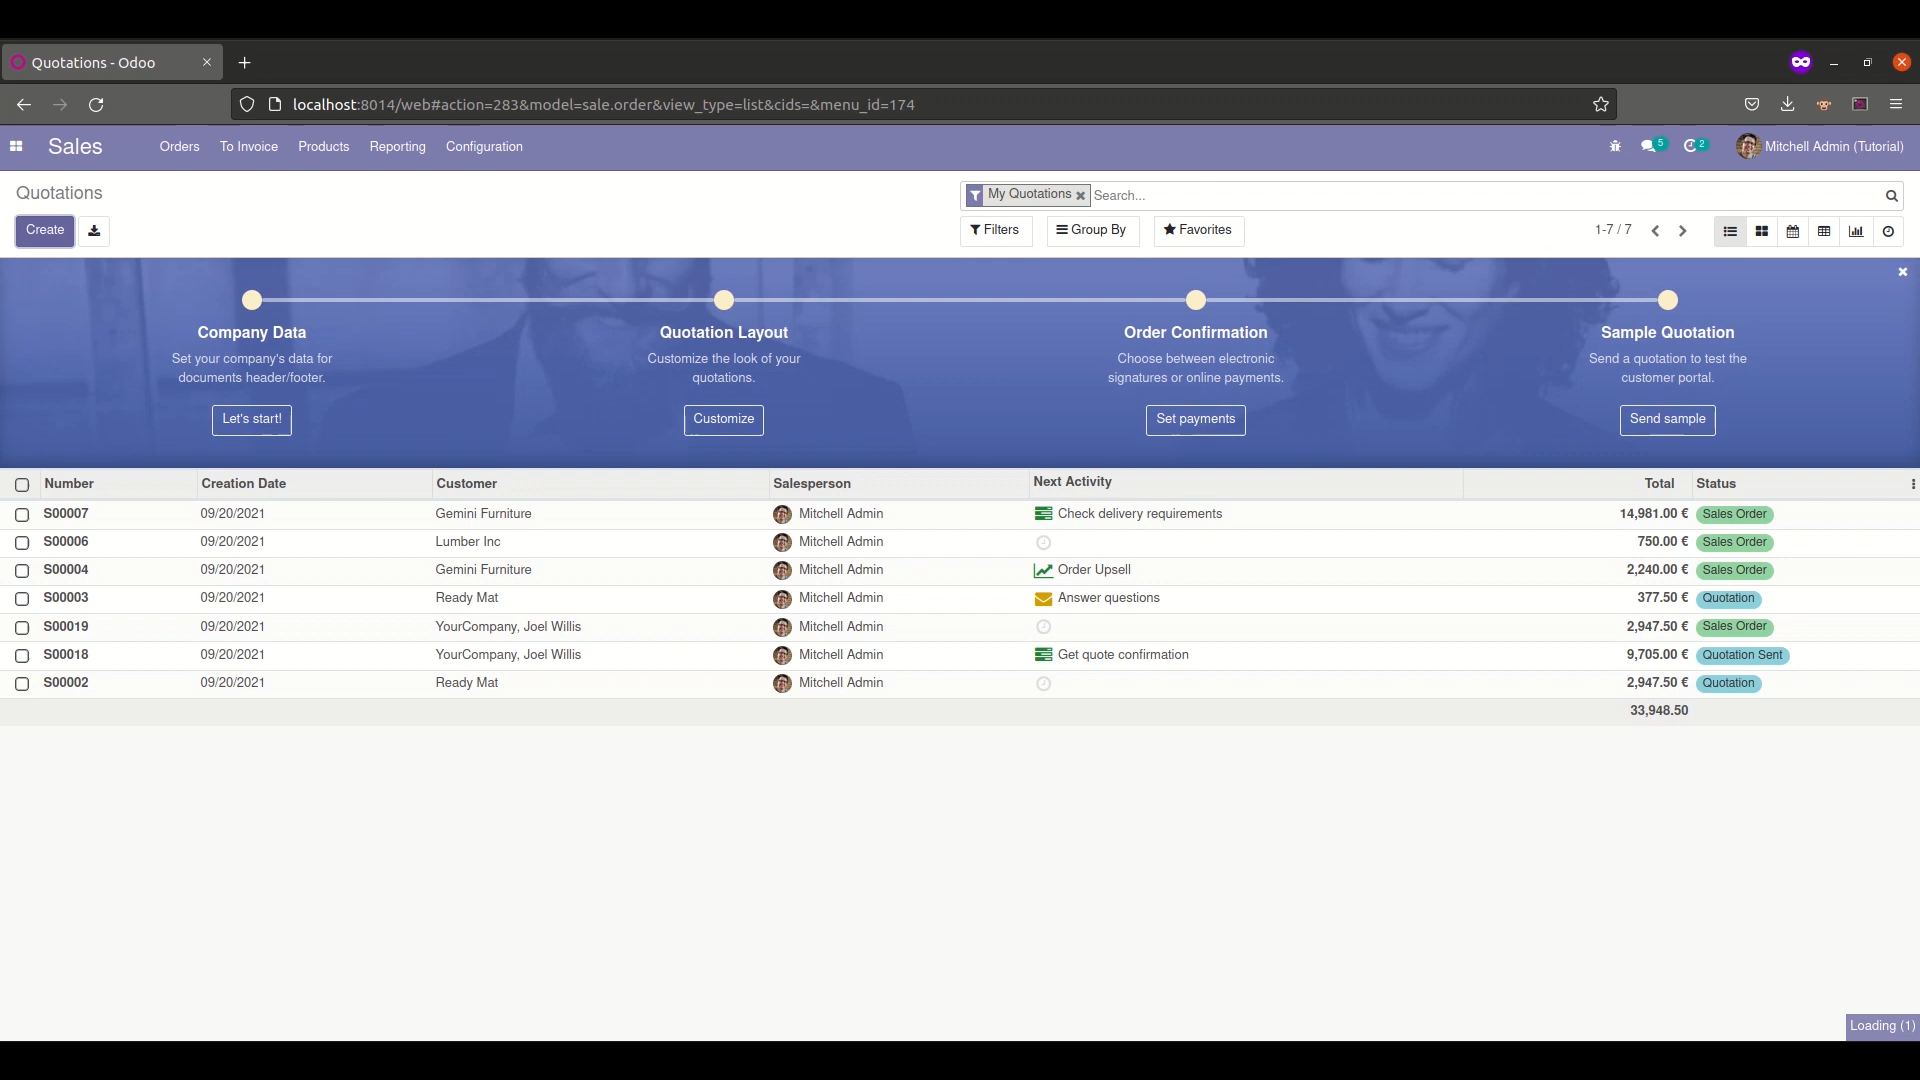 Quotations - Odoo
localhost:8014/web#action=283&model=sale.order&view_type=list&cids=&menu_id=174
Sales Orders To Invoice Products Reporting Configuration 5 2 Mitchell Admin (Tutorial)
Quotations
My Quotations Search...
Create Filters Group By Favorites 1-7 / 7
Company Data Quotation Layout Order Confirmation Sample Quotation
Set your company's data for Customize the look of your Choose between electronic Send a quotation to test the
documents header/footer. quotations. signatures or online payments. customer portal.
Let's start! Customize Set payments Send sample
Number Creation Date Customer Salesperson Next Activity Total Status
S00007 09/20/2021 Gemini Furniture Mitchell Admin Check delivery requirements 14,981.00 € Sales Order
S00006 09/20/2021 Lumber Inc Mitchell Admin 750.00 € Sales Order
S00004 09/20/2021 Gemini Furniture Mitchell Admin Order Upsell 2,240.00 € Sales Order
S00003 09/20/2021 Ready Mat Mitchell Admin Answer questions 377.50 € Quotation
S00019 09/20/2021 YourCompany, Joel Willis Mitchell Admin 2,947.50 € Sales Order
S00018 09/20/2021 YourCompany, Joel Willis Mitchell Admin Get quote confirmation 9,705.00 € Quotation Sent
S00002 09/20/2021 Ready Mat Mitchell Admin 2,947.50 € Quotation
33,948.50
Loading (1)